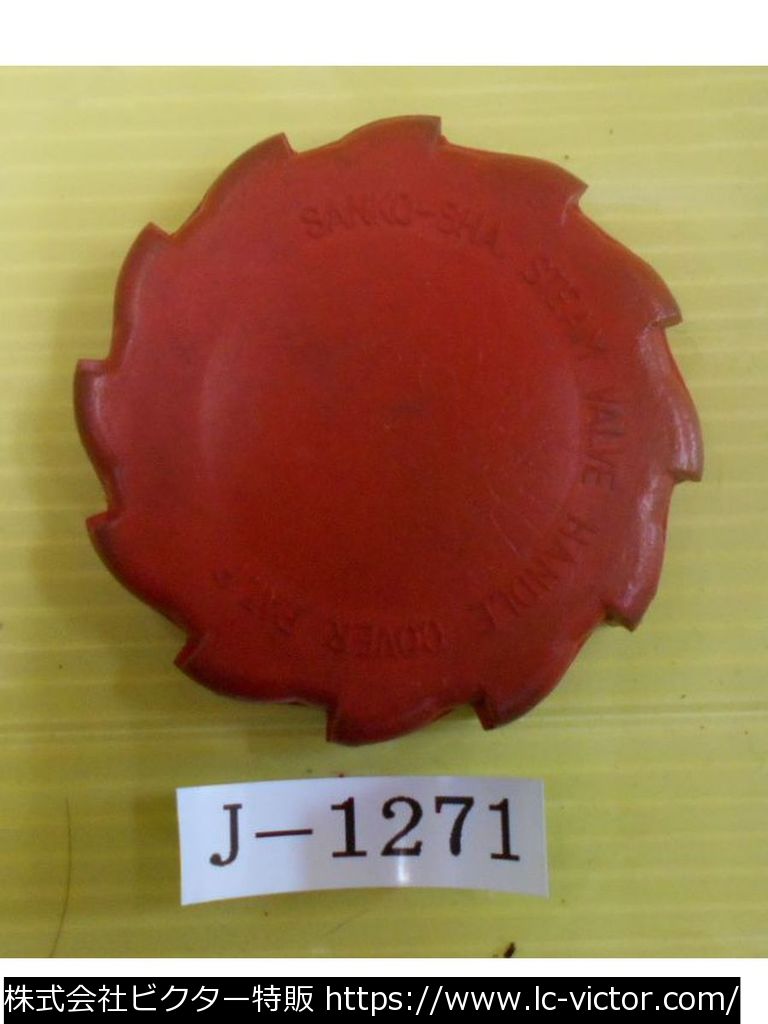 SANKO-SHA STEAM VALVE HANDLE COVER
J-1271
株式会社ビクター特販 https://www.lc-victor.com/